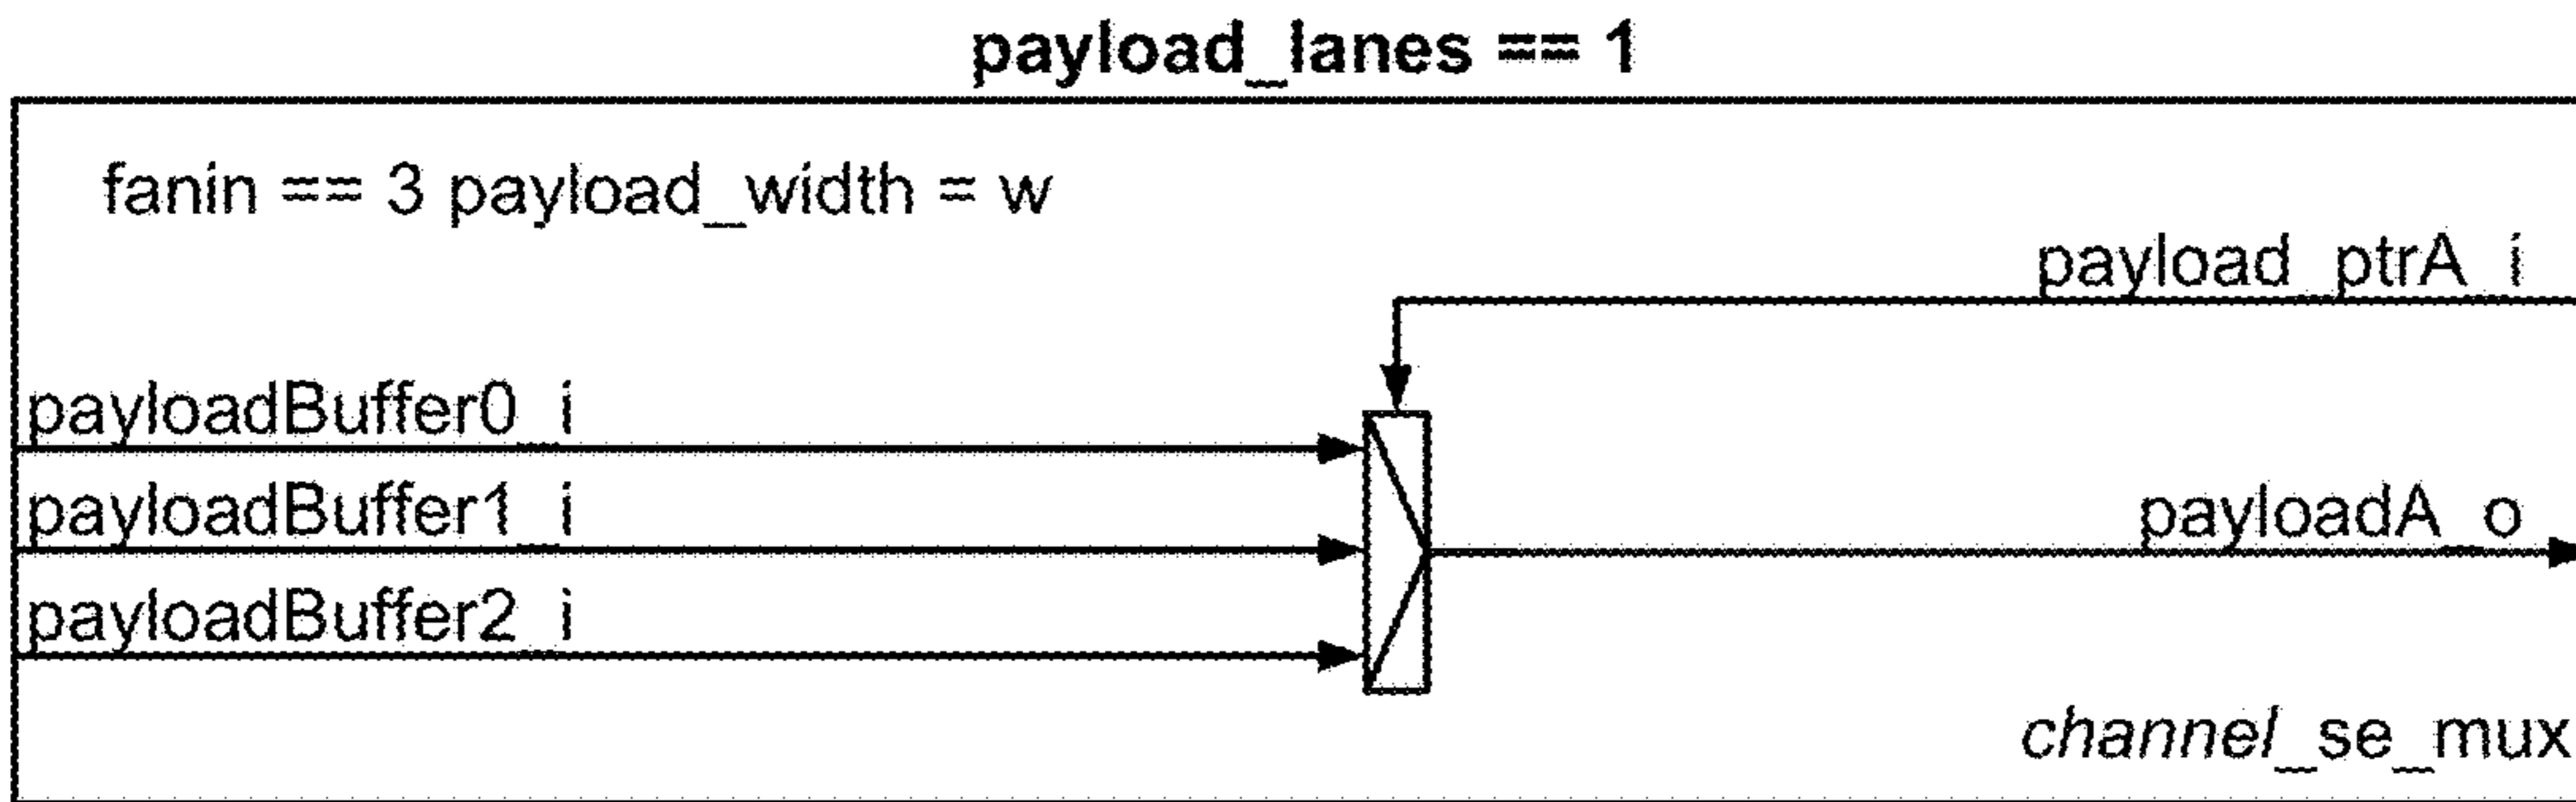 payload_lanes == 1
fanin == 3 payload_width = w
payload_ptrA_i
payloadBuffer0_i
payloadBuffer1_i
payloadA_o
payloadBuffer2_i
channel_se_mux